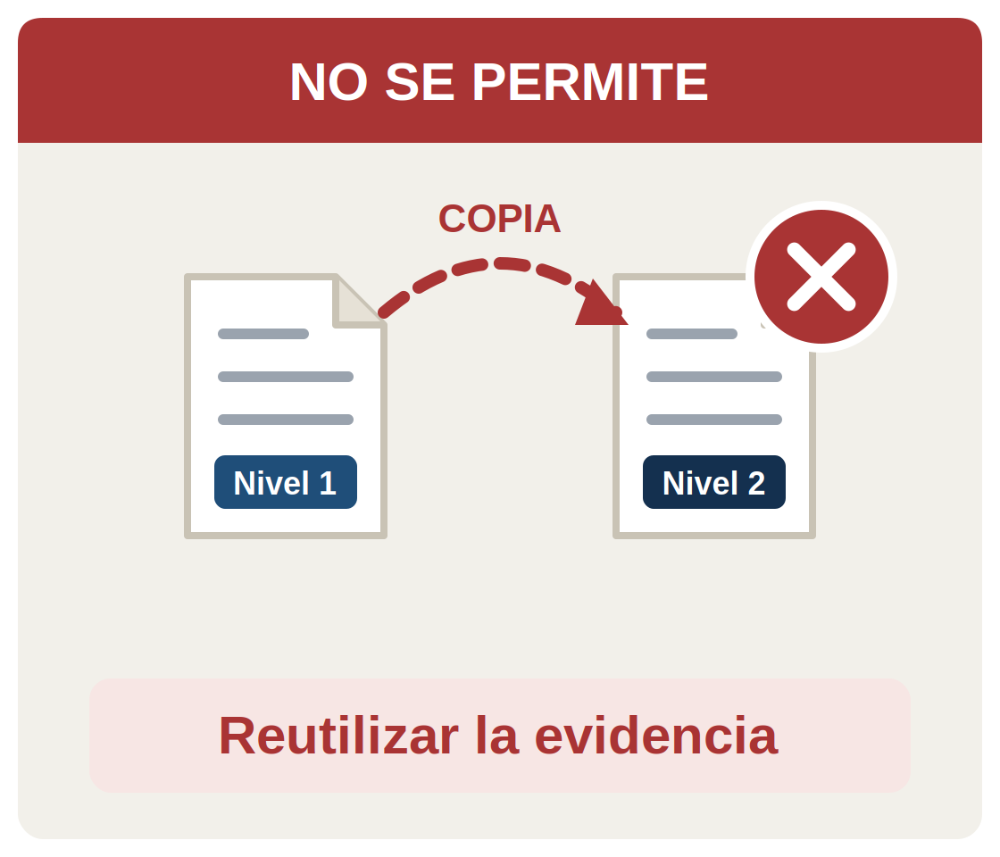 NO SE PERMITE
COPIA
Nivel 1
Nivel 2
Reutilizar la evidencia